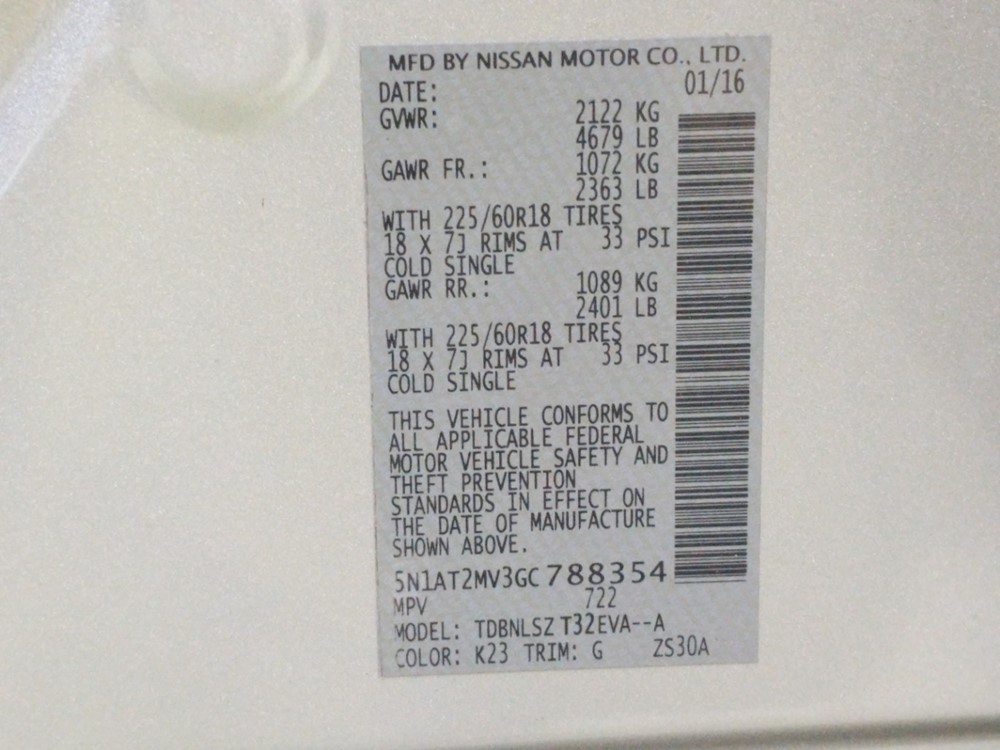 MFD BY NISSAN MOTOR CO., LTD.
DATE: 01/16
GVWR: 2122 KG
4679 LB
GAWR FR.: 1072 KG
2363 LB
WITH 225/60R18 TIRES
18 X 7J RIMS AT 33 PSI
COLD SINGLE
GAWR RR.: 1089 KG
2401 LB
WITH 225/60R18 TIRES
18 X 7J RIMS AT 33 PSI
COLD SINGLE
THIS VEHICLE CONFORMS TO
ALL APPLICABLE FEDERAL
MOTOR VEHICLE SAFETY AND
THEFT PREVENTION
STANDARDS IN EFFECT ON
THE DATE OF MANUFACTURE
SHOWN ABOVE.
5N1AT2MV3GC788354
MPV 722
MODEL: TDBNLSZ T32EVA--A
COLOR: K23 TRIM: G ZS30A